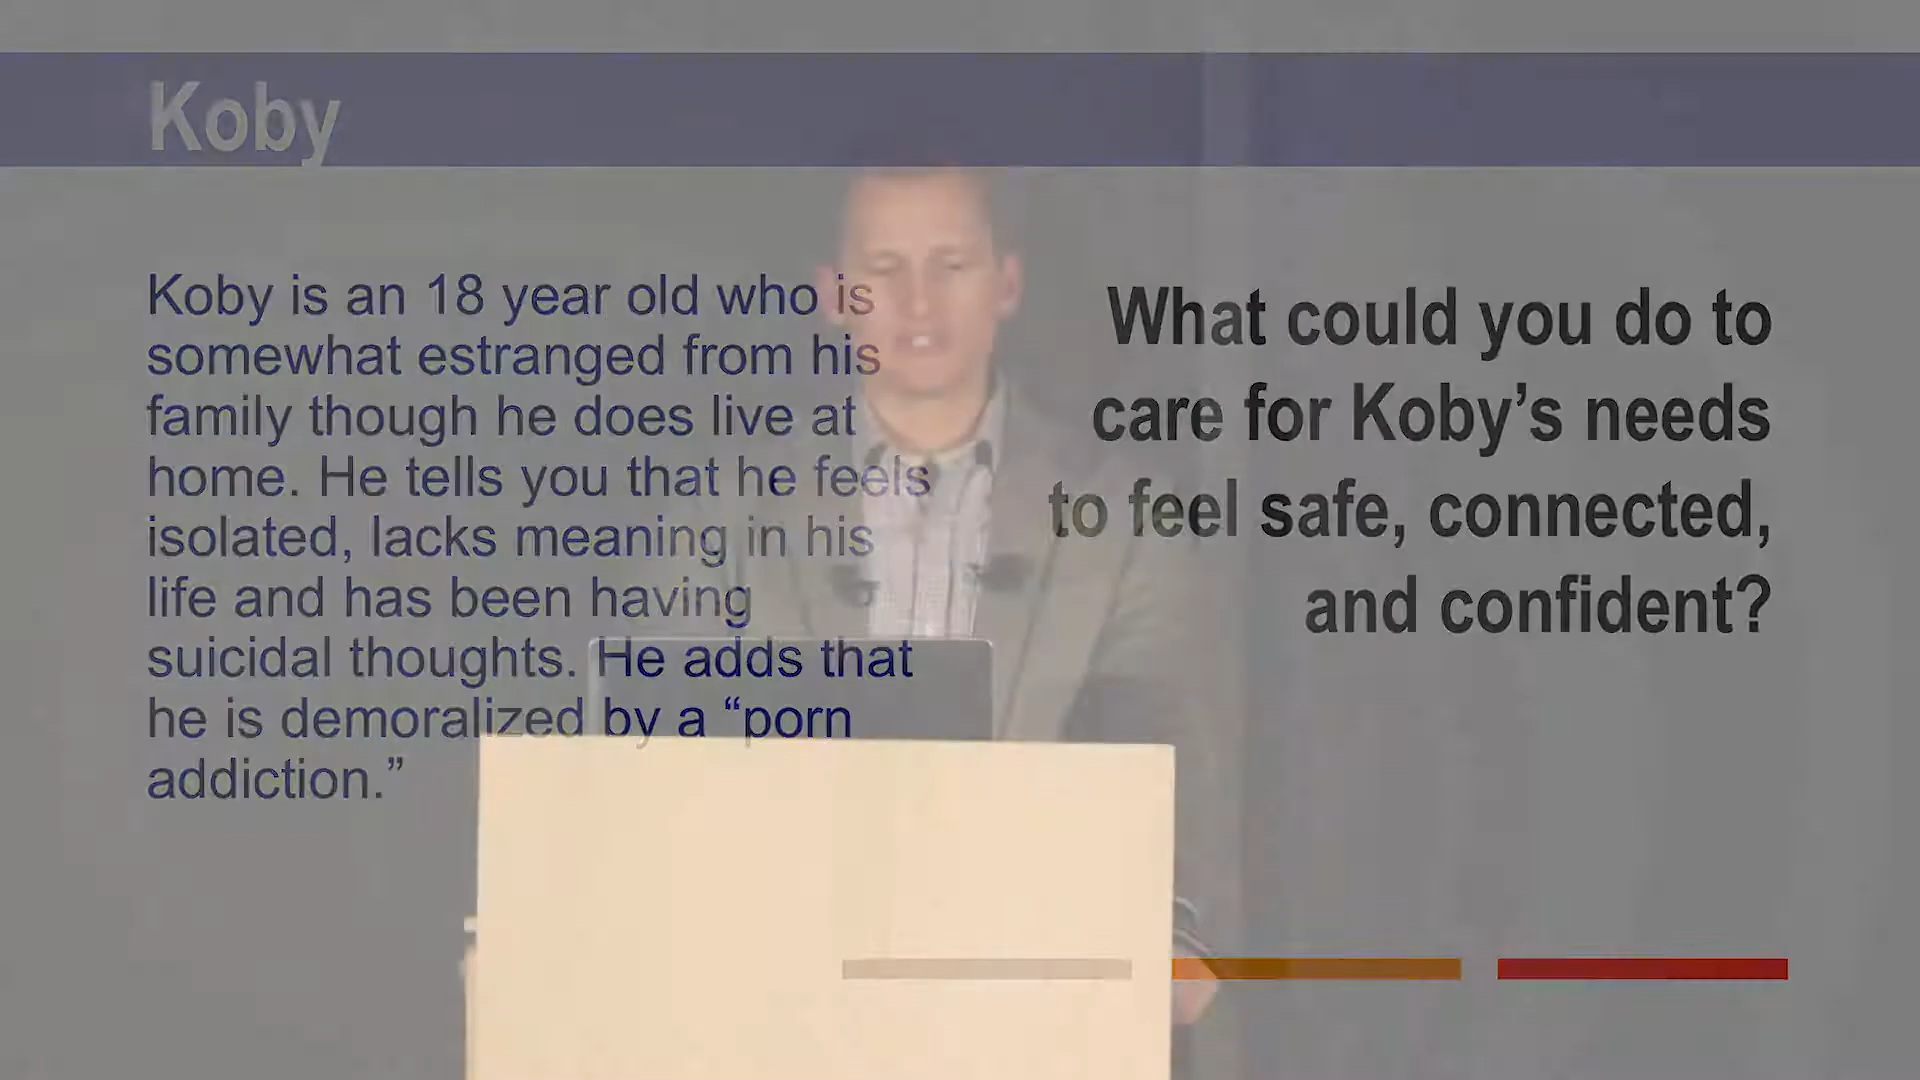 Koby
Koby is an 18 year old who is
somewhat estranged from his
family though he does live at
home. He tells you that he feels
isolated, lacks meaning in his
life and has been having
suicidal thoughts. He adds that
he is demoralized by a “porn
addiction.”
What could you do to
care for Koby’s needs
to feel safe, connected,
and confident?